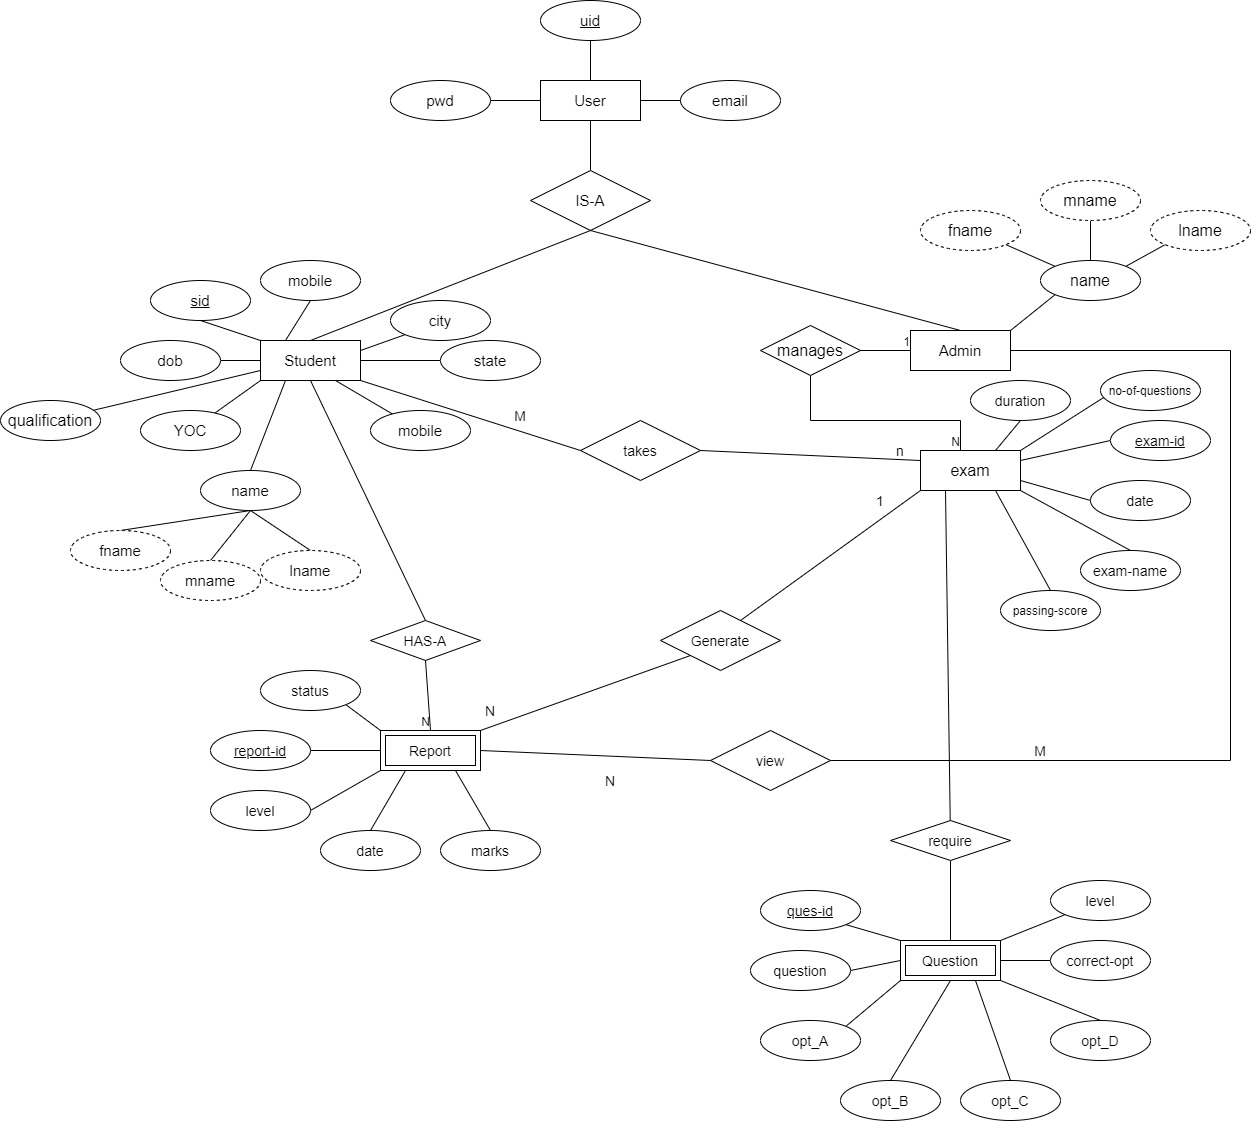 uid
pwd
User
email
IS-A
mname
fname
lname
name
mobile
sid
city
manages
1
Admin
dob
Student
state
duration
no-of-questions
qualification
YOC
M
mobile
takes
n
N
exam-id
exam
name
1
date
fname
mname
lname
exam-name
passing-score
HAS-A
Generate
status
N
N
report-id
Report
view
M
N
level
date
marks
require
ques-id
level
question
Question
correct-opt
opt_A
opt_D
opt_B
opt_C